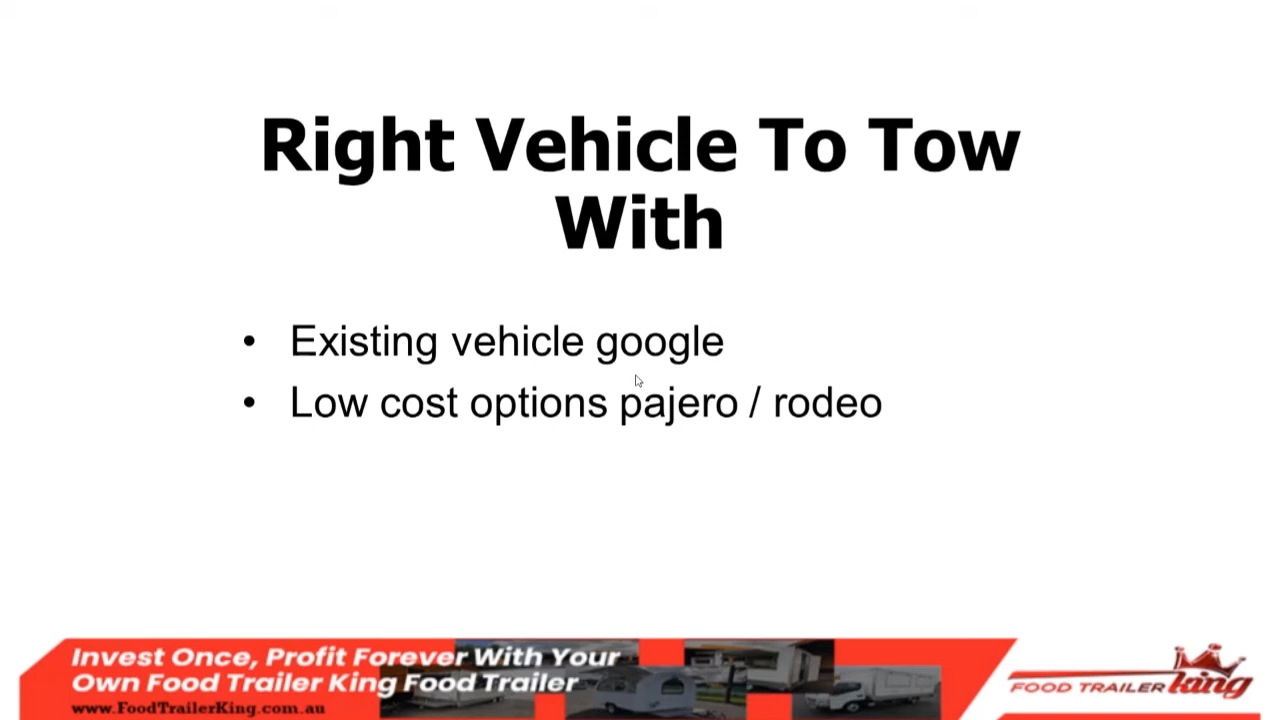 Right Vehicle To Tow
With
• Existing vehicle google
• Low cost options pajero / rodeo
Invest Once, Profit Forever With Your
Own Food Trailer King Food Trailer
www.FoodTrailerKing.com.au
FOOD TRAILER king